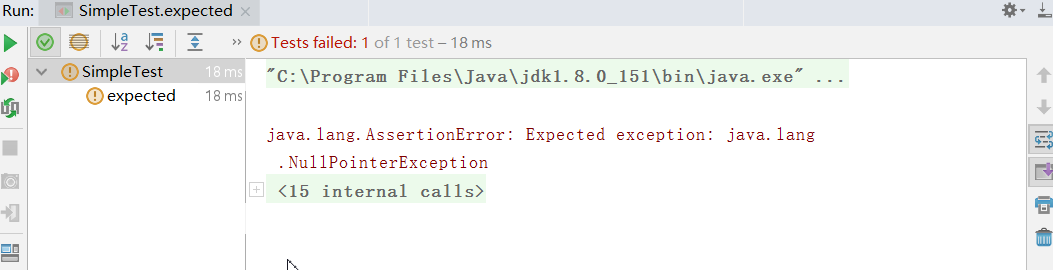 Run: SimpleTest.expected
Tests failed: 1 of 1 test – 18 ms
SimpleTest 18 ms
expected 18 ms
"C:\Program Files\Java\jdk1.8.0_151\bin\java.exe" ...
java.lang.AssertionError: Expected exception: java.lang
.NullPointerException
<15 internal calls>